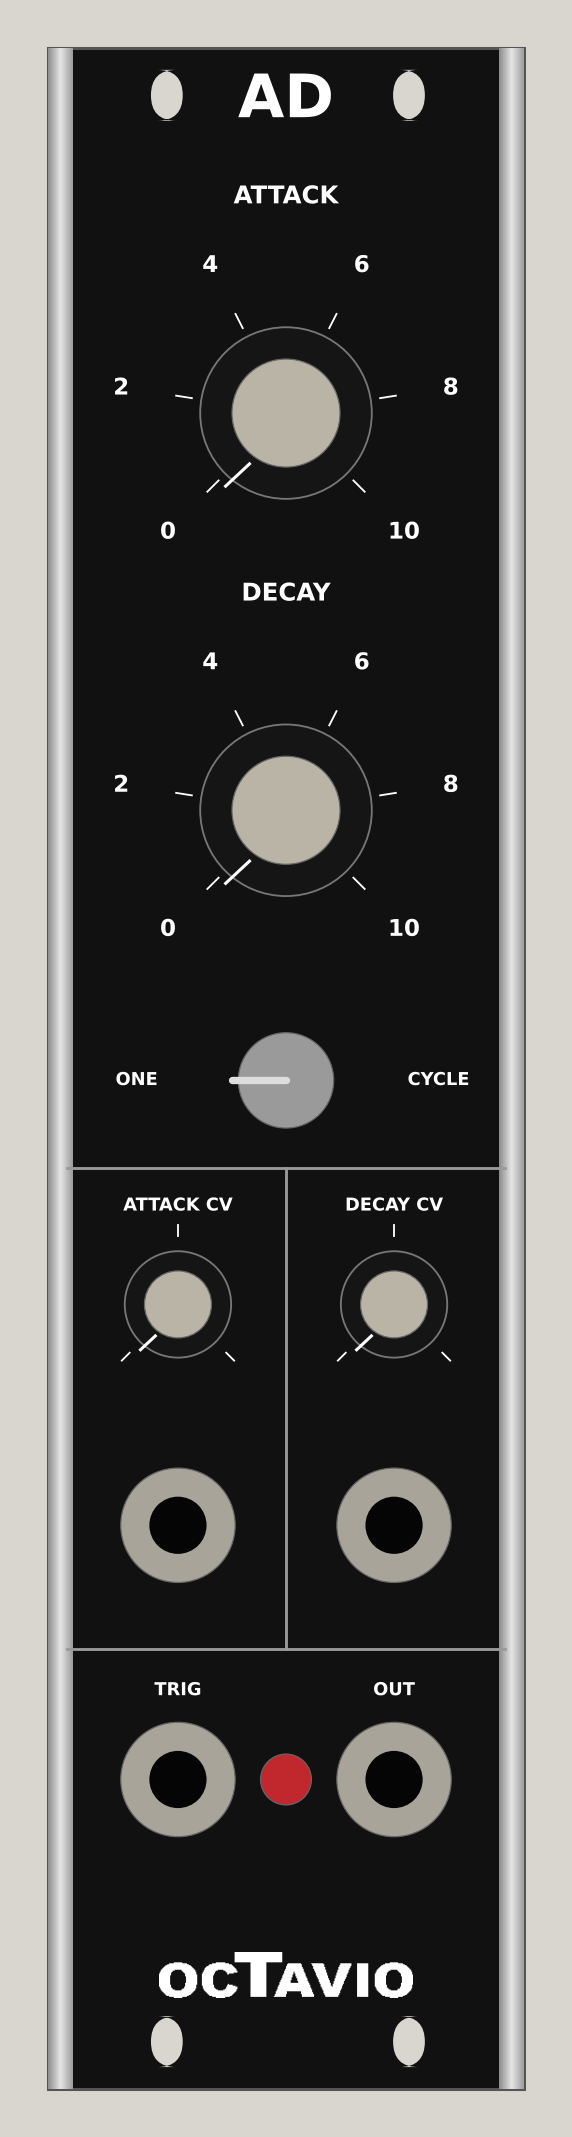 AD
ATTACK
4 6
2 8
0 10
DECAY
4 6
2 8
0 10
ONE CYCLE
ATTACK CV DECAY CV
TRIG OUT
OCTAVIO